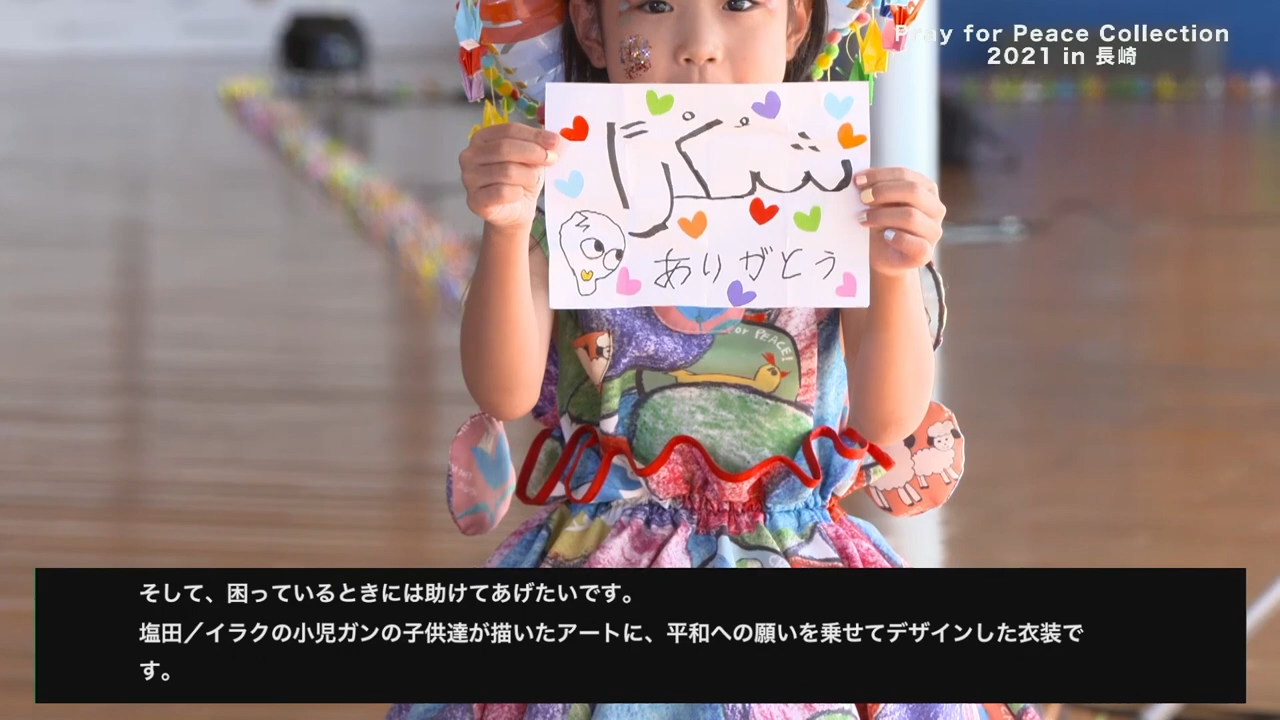 Pray for Peace Collection
2021 in 長崎
شُكْرًا
ありがとう
for PEACE!
そして、困っているときには助けてあげたいです。
塩田／イラクの小児ガンの子供達が描いたアートに、平和への願いを乗せてデザインした衣装で
す。